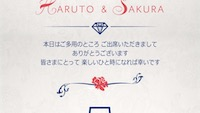 HARUTO & SAKURA
本日はご多用のところ ご出席いただきまして
ありがとうございます
皆さまにとって 楽しいひと時になれば幸いです